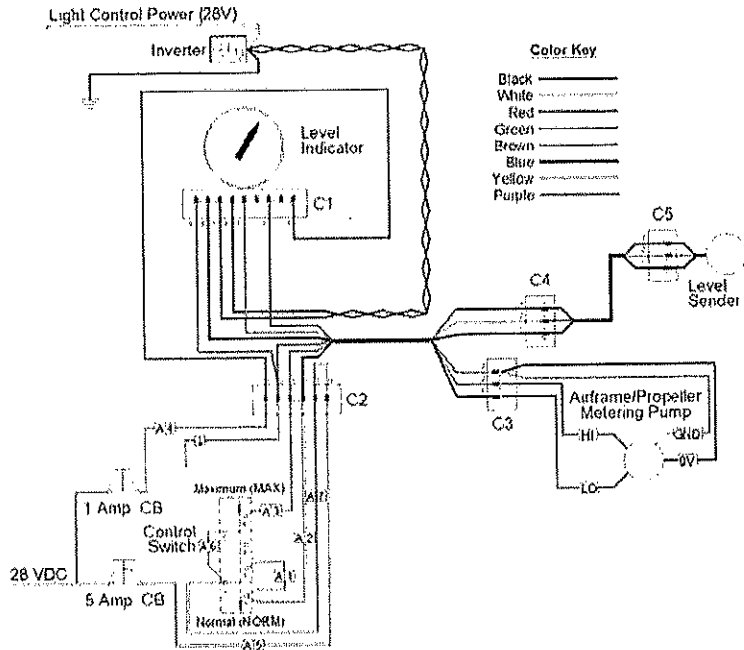 Light Control Power (28V)
Inverter
Color Key
Black
White
Red
Green
Brown
Blue
Yellow
Purple
Level
Indicator
C1
C5
C4
Level
Sender
C2
C3
Airframe/Propeller
Metering Pump
HI
GND
0V
LO
1 Amp CB
Maximum (MAX)
Control
Switch
28 VDC
5 Amp CB
Normal (NORM)